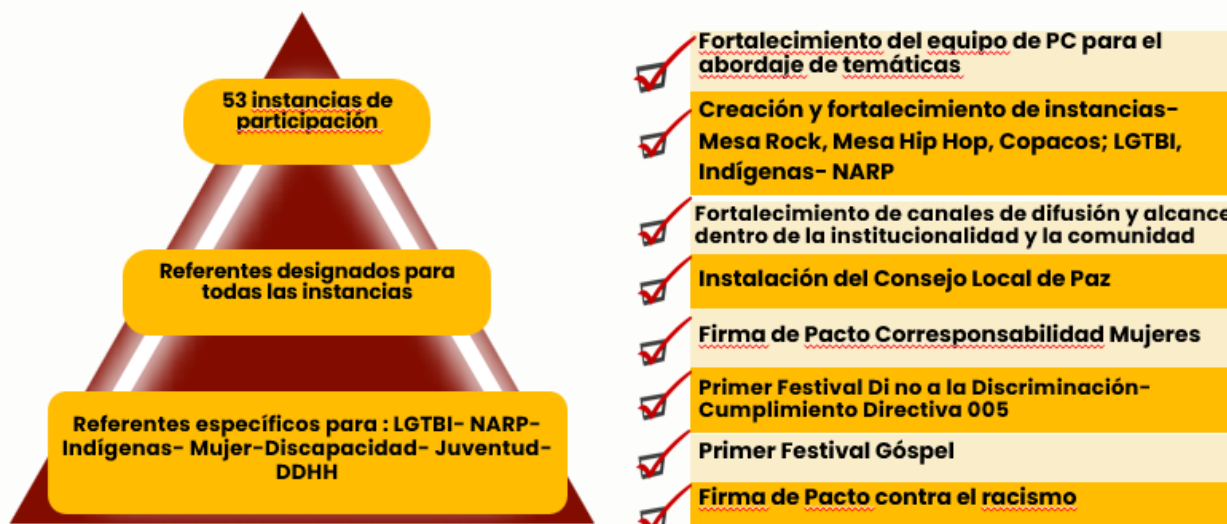 53 instancias de
participación
Referentes designados para
todas las instancias
Referentes específicos para : LGTBI- NARP-
Indígenas- Mujer-Discapacidad- Juventud-
DDHH
Fortalecimiento del equipo de PC para el
abordaje de temáticas
Creación y fortalecimiento de instancias-
Mesa Rock, Mesa Hip Hop, Copacos; LGTBI,
Indígenas- NARP
Fortalecimiento de canales de difusión y alcance
dentro de la institucionalidad y la comunidad
Instalación del Consejo Local de Paz
Firma de Pacto Corresponsabilidad Mujeres
Primer Festival Di no a la Discriminación-
Cumplimiento Directiva 005
Primer Festival Góspel
Firma de Pacto contra el racismo